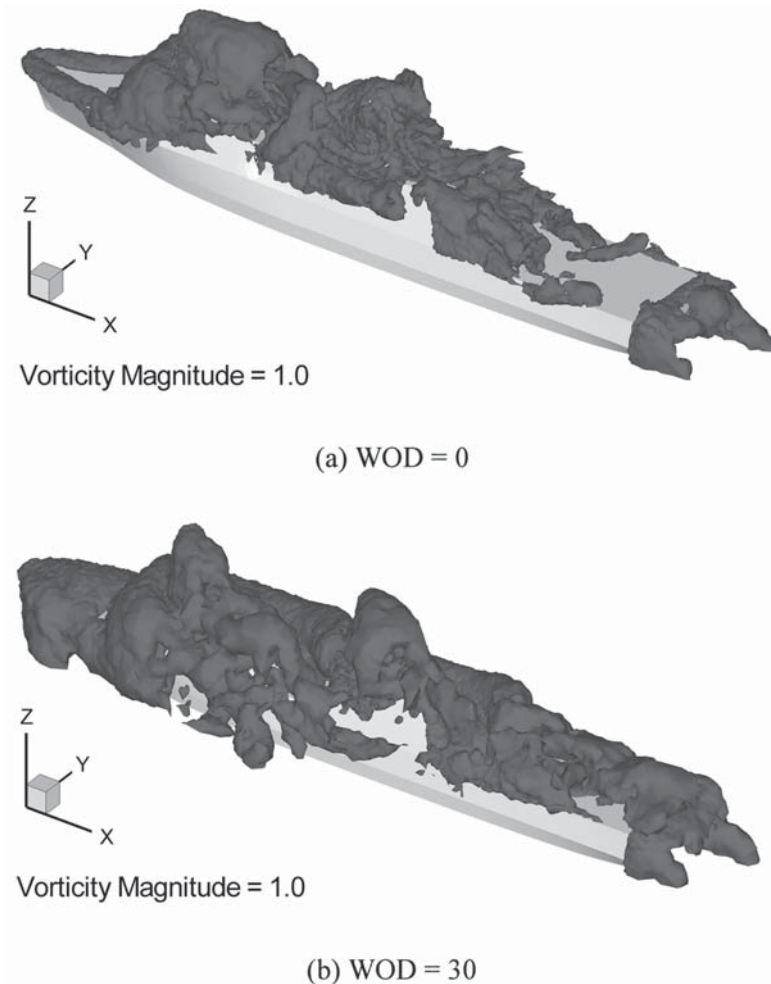 Z
Y
X
Vorticity Magnitude = 1.0
(a) WOD = 0
Z
Y
X
Vorticity Magnitude = 1.0
(b) WOD = 30